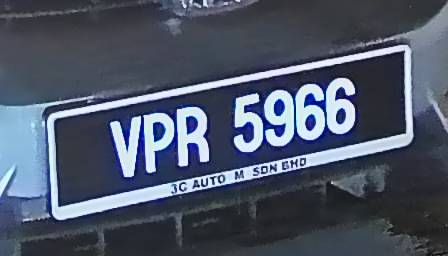 VPR 5966
3C AUTO M SDN BHD